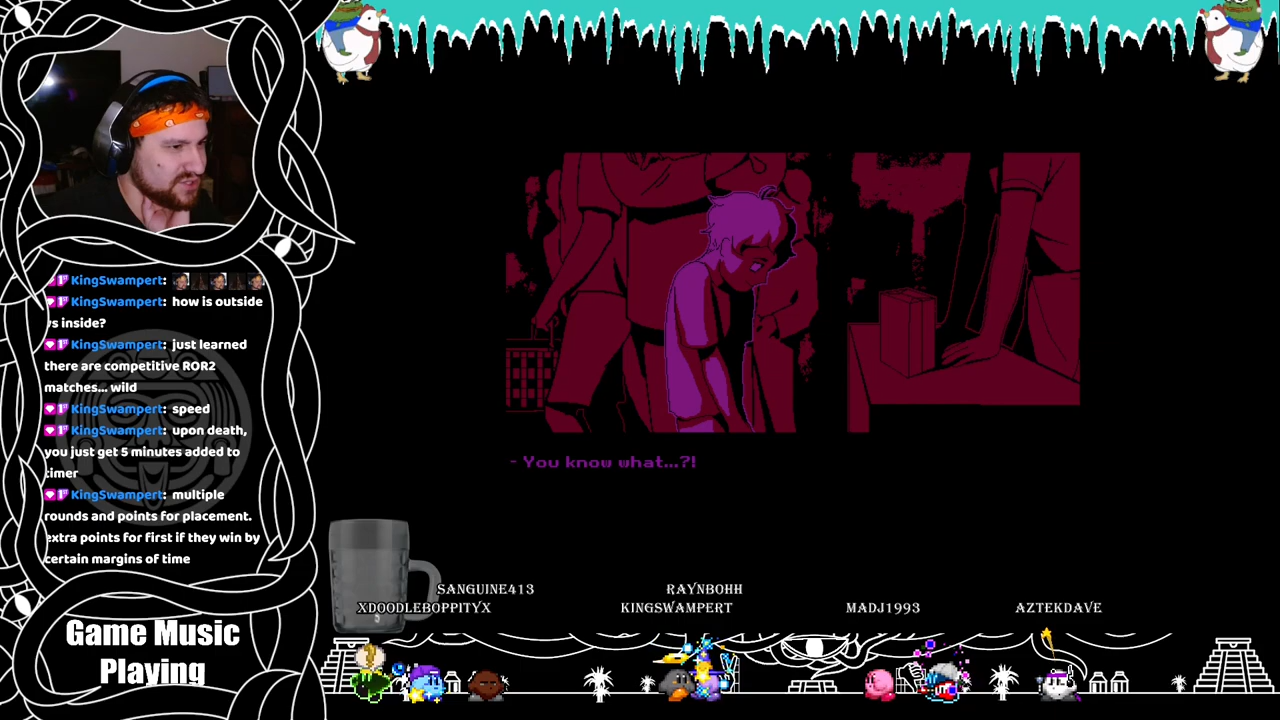 KingSwampert:
KingSwampert: how is outside
vs inside?
KingSwampert: just learned
there are competitive ROR2
matches... wild
KingSwampert: speed
KingSwampert: upon death,
you just get 5 minutes added to
timer
KingSwampert: multiple
rounds and points for placement.
extra points for first if they win by
certain margins of time
Game Music
Playing
- You know what...?!
SANGUINE413
RAYNBOHH
XDOODLEBOPPITYX
KINGSWAMPERT
MADJ1993
AZTEKDAVE